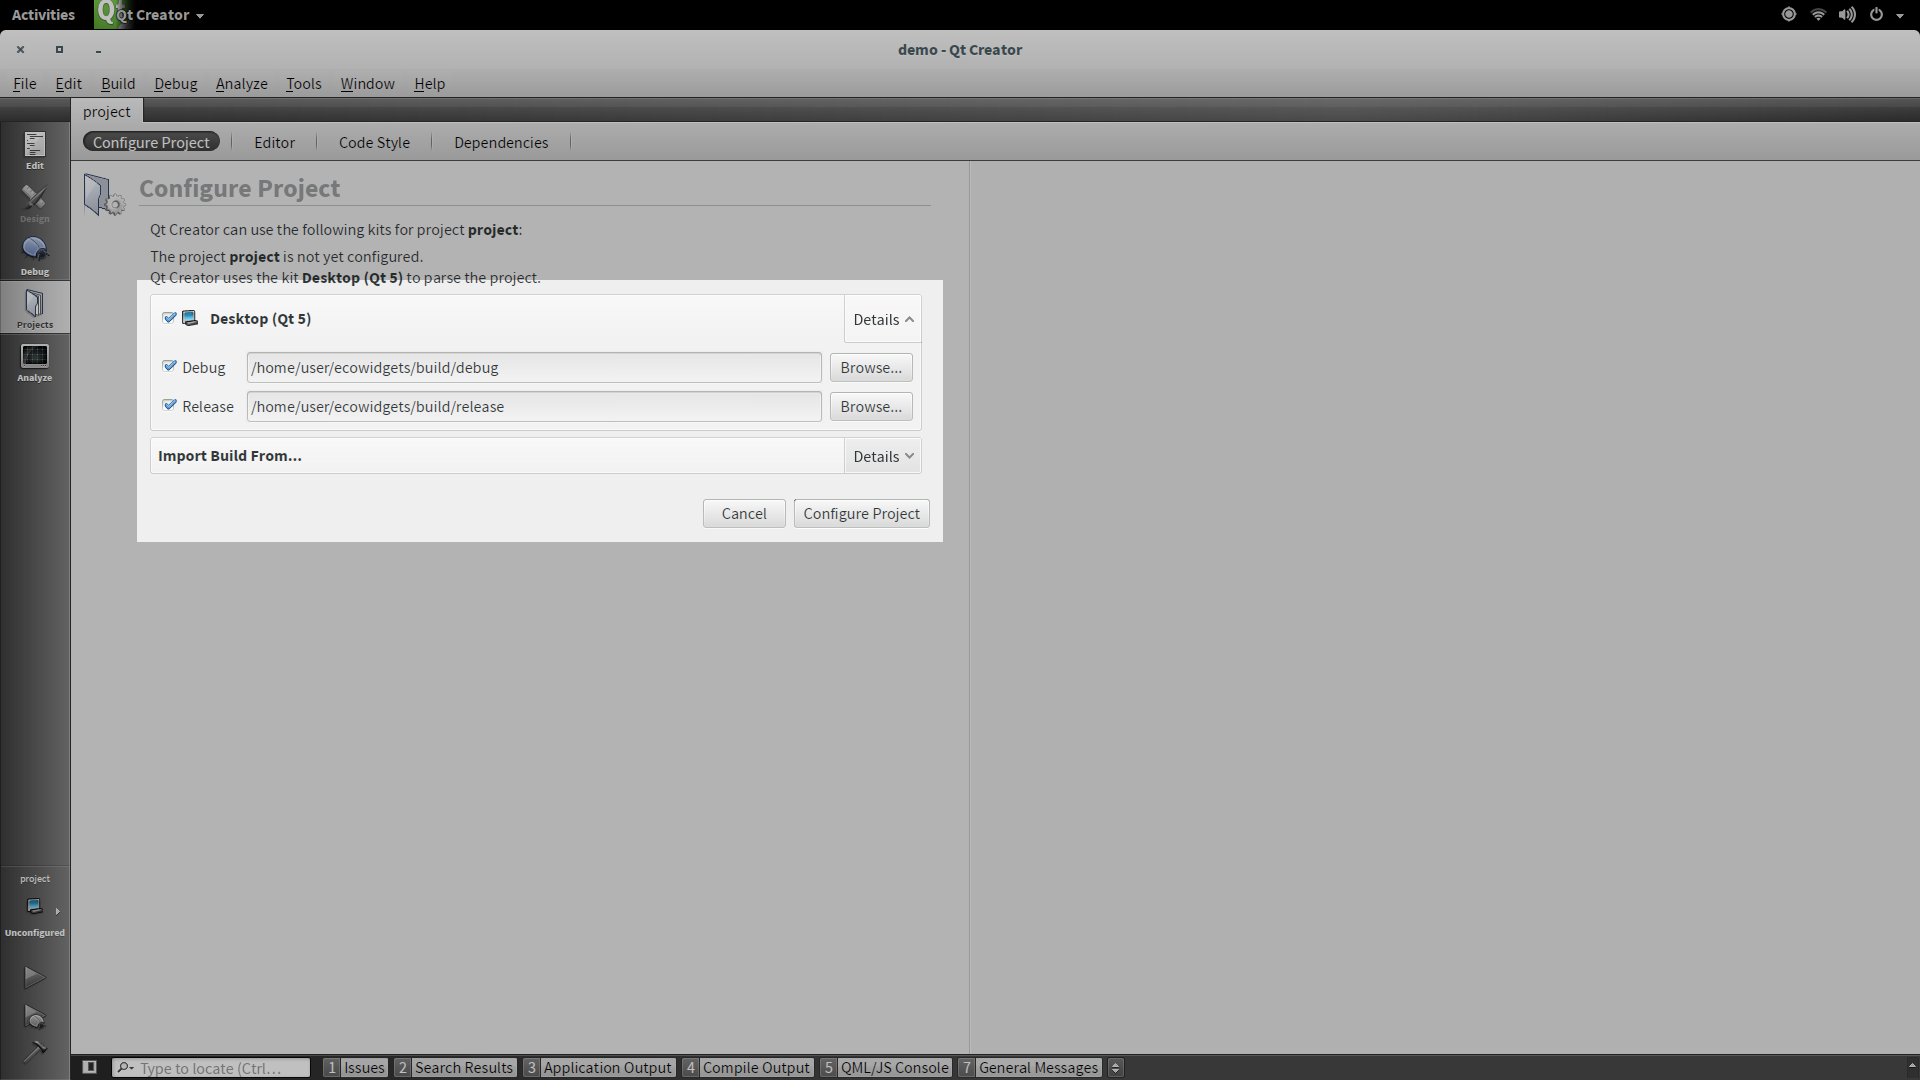 Activities Qt Creator
demo - Qt Creator
File Edit Build Debug Analyze Tools Window Help
project
Configure Project Editor Code Style Dependencies
Edit
Design
Debug
Projects
Analyze
Configure Project
Qt Creator can use the following kits for project project:
The project project is not yet configured.
Qt Creator uses the kit Desktop (Qt 5) to parse the project.
Desktop (Qt 5) Details
Debug /home/user/ecowidgets/build/debug Browse...
Release /home/user/ecowidgets/build/release Browse...
Import Build From... Details
Cancel Configure Project
project
Unconfigured
Type to locate (Ctrl... 1 Issues 2 Search Results 3 Application Output 4 Compile Output 5 QML/JS Console 7 General Messages